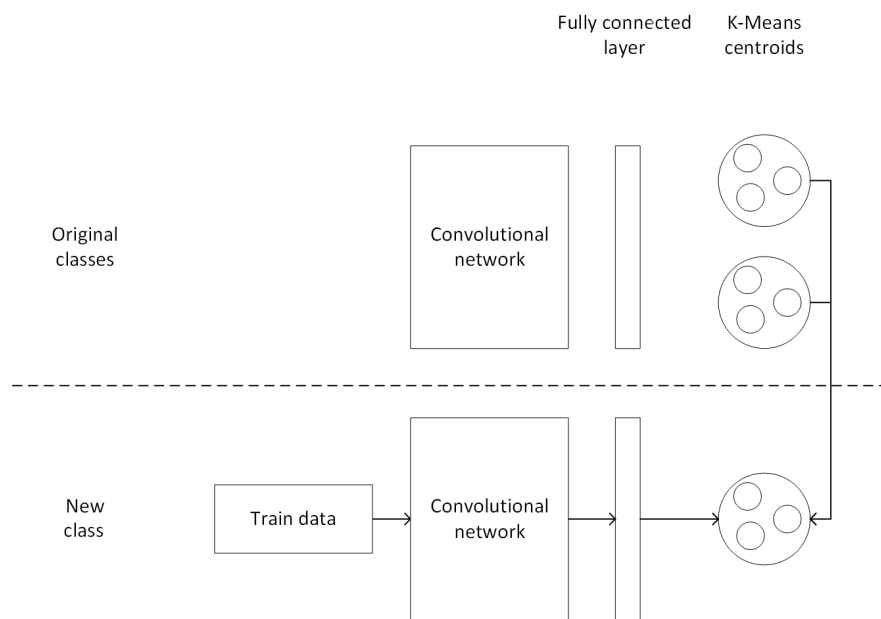 Fully connected
layer
K-Means
centroids
Original
classes
Convolutional
network
New
class
Train data
Convolutional
network